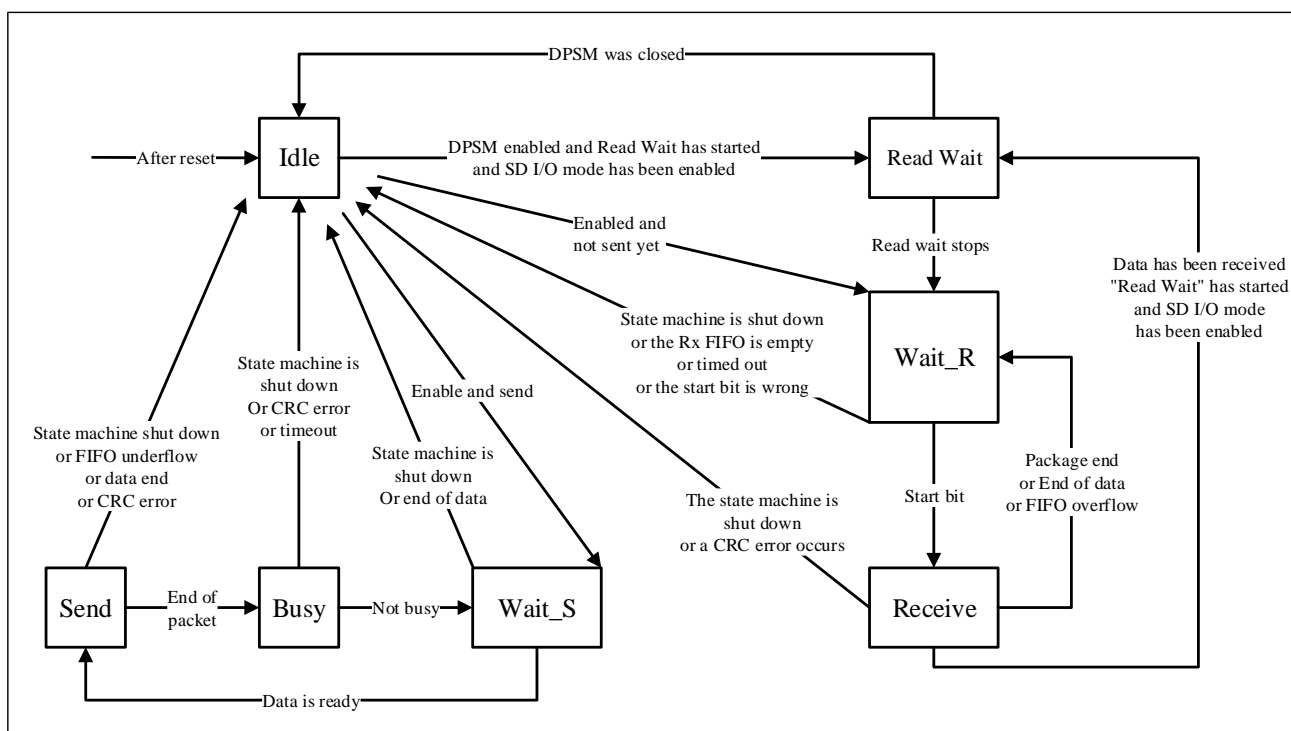 DPSM was closed
After reset
Idle
DPSM enabled and Read Wait has started
and SD I/O mode has been enabled
Read Wait
Enabled and
not sent yet
Read wait stops
Data has been received
"Read Wait" has started
and SD I/O mode
has been enabled
State machine is shut down
or the Rx FIFO is empty
or timed out
or the start bit is wrong
Wait_R
State machine is
shut down
Or CRC error
or timeout
Enable and send
State machine shut down
or FIFO underflow
or data end
or CRC error
State machine is
shut down
Or end of data
The state machine is
shut down
or a CRC error occurs
Start bit
Package end
or End of data
or FIFO overflow
Send
End of
packet
Busy
Not busy
Wait_S
Receive
Data is ready